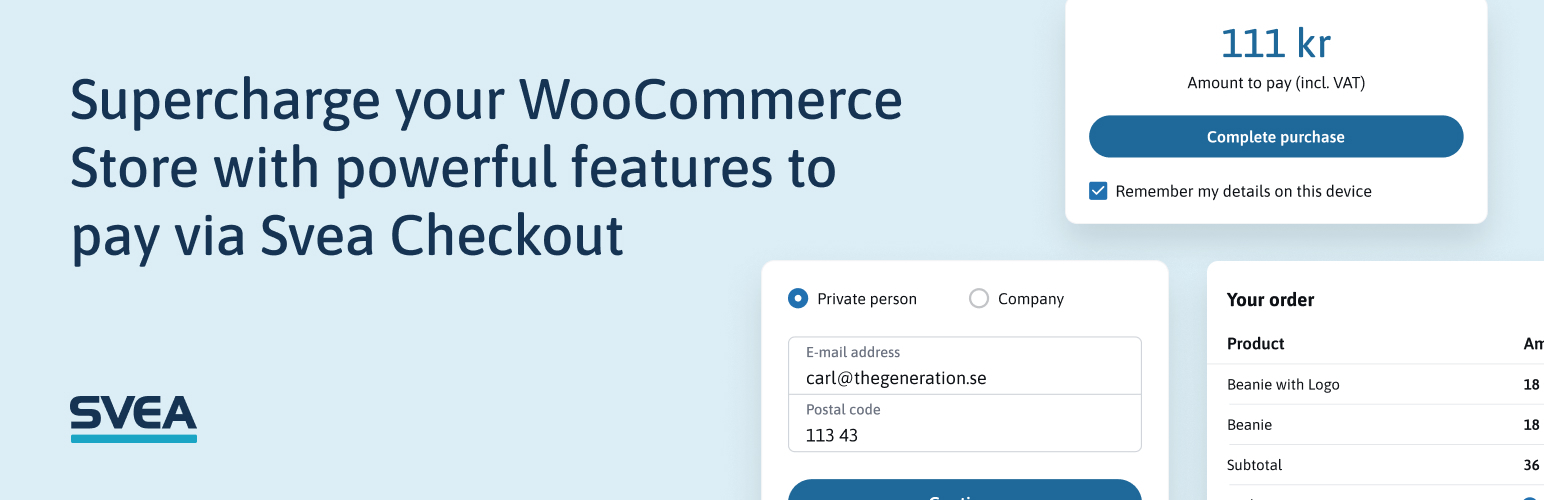 Supercharge your WooCommerce
Store with powerful features to
pay via Svea Checkout
SVEA
111 kr
Amount to pay (incl. VAT)
Complete purchase
Remember my details on this device
Private person
Company
E-mail address
carl@thegeneration.se
Postal code
113 43
Your order
Product
Beanie with Logo 18
Beanie 18
Subtotal 36